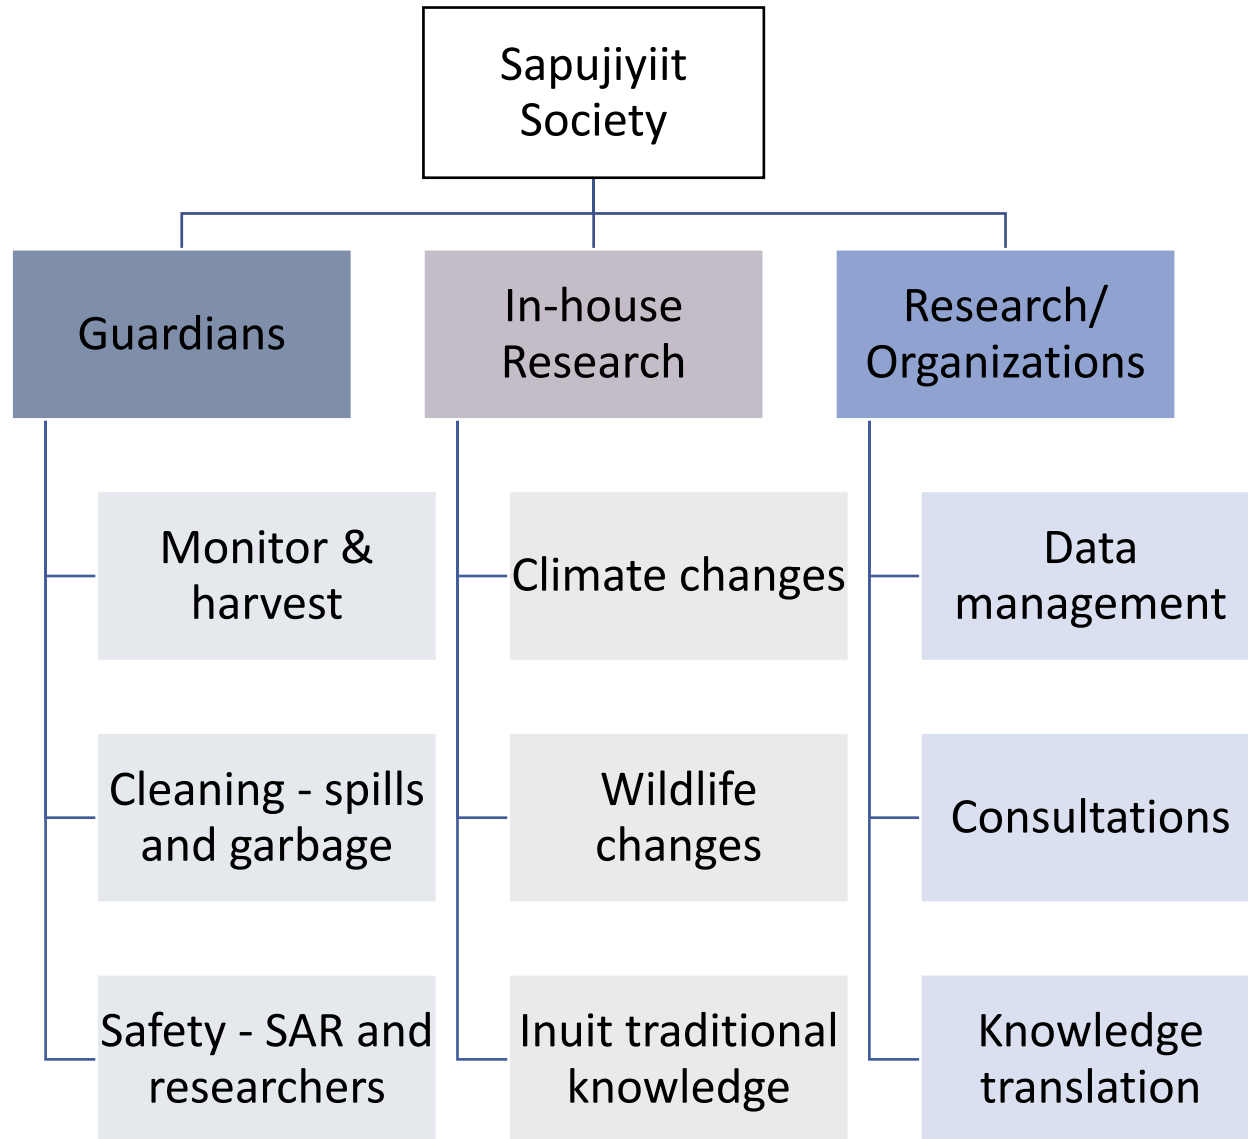 Sapujiyiit
Society
Guardians
In-house
Research
Research/
Organizations
Monitor &
harvest
Climate changes
Data
management
Cleaning - spills
and garbage
Wildlife
changes
Consultations
Safety - SAR and
researchers
Inuit traditional
knowledge
Knowledge
translation